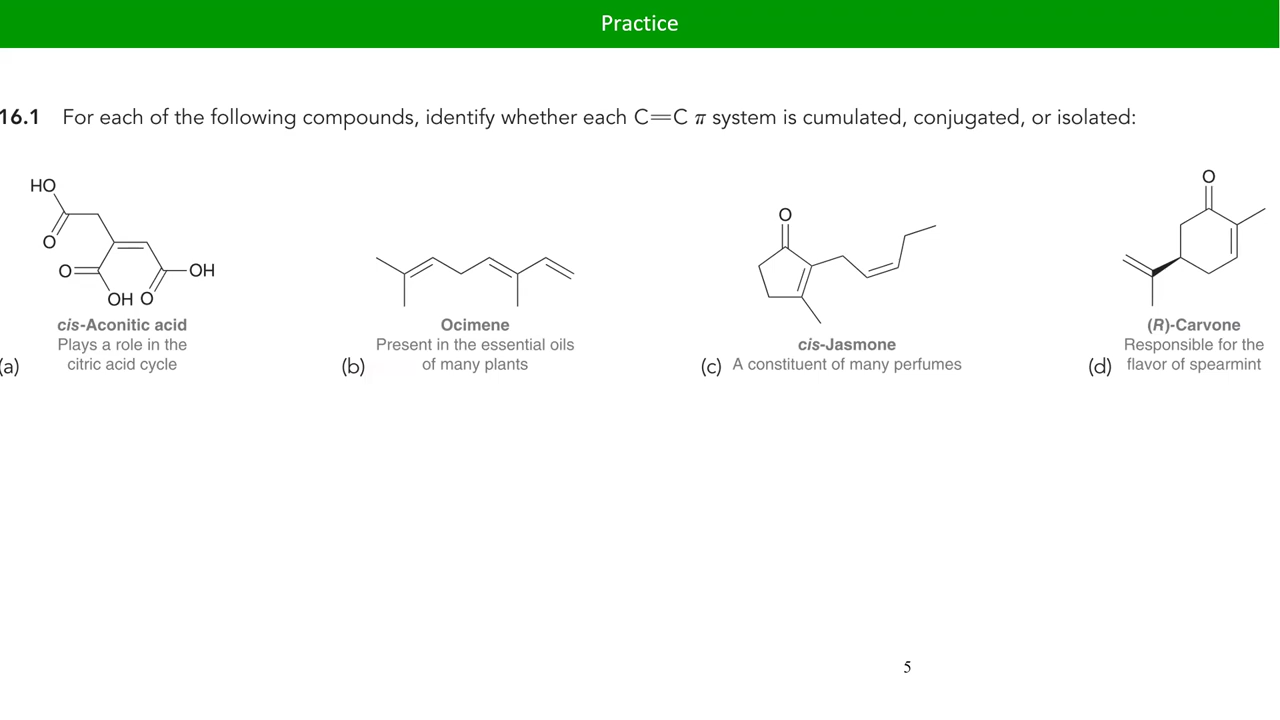 Practice
16.1 For each of the following compounds, identify whether each C=C π system is cumulated, conjugated, or isolated:
HO
O
O
OH
OH O
cis-Aconitic acid
Plays a role in the
citric acid cycle
(a)
Ocimene
Present in the essential oils
of many plants
(b)
O
cis-Jasmone
A constituent of many perfumes
(c)
O
(R)-Carvone
Responsible for the
flavor of spearmint
(d)
5